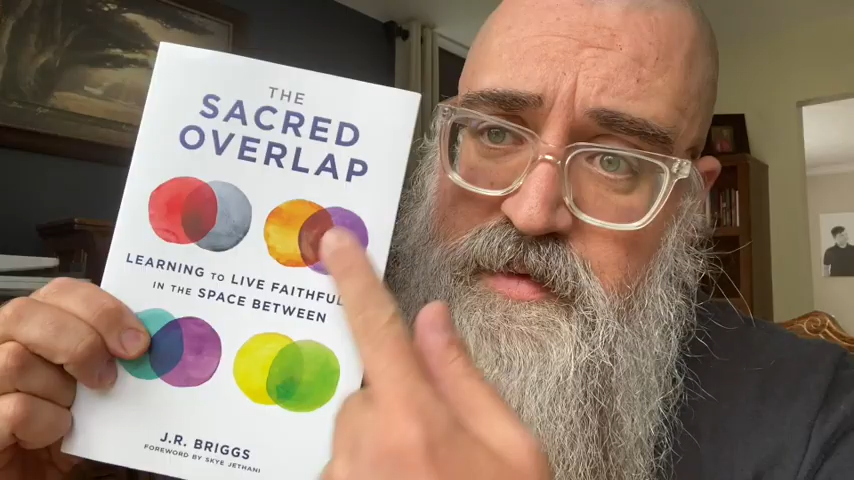 THE
SACRED
OVERLAP
LEARNING TO LIVE FAITHFUL
IN THE SPACE BETWEEN
J.R. BRIGGS
FOREWORD BY SKYE JETHANI